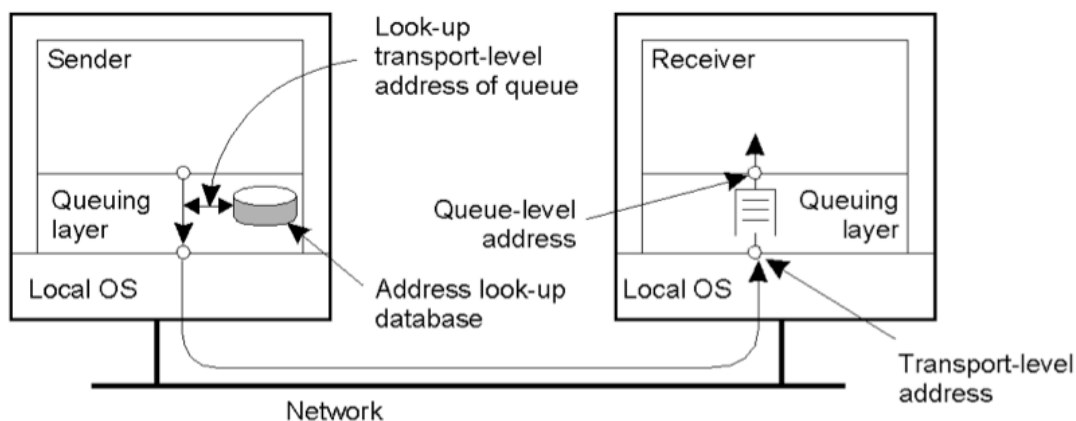 Look-up
transport-level
address of queue
Sender
Receiver
Queuing
layer
Queue-level
address
Queuing
layer
Local OS
Address look-up
database
Local OS
Transport-level
address
Network